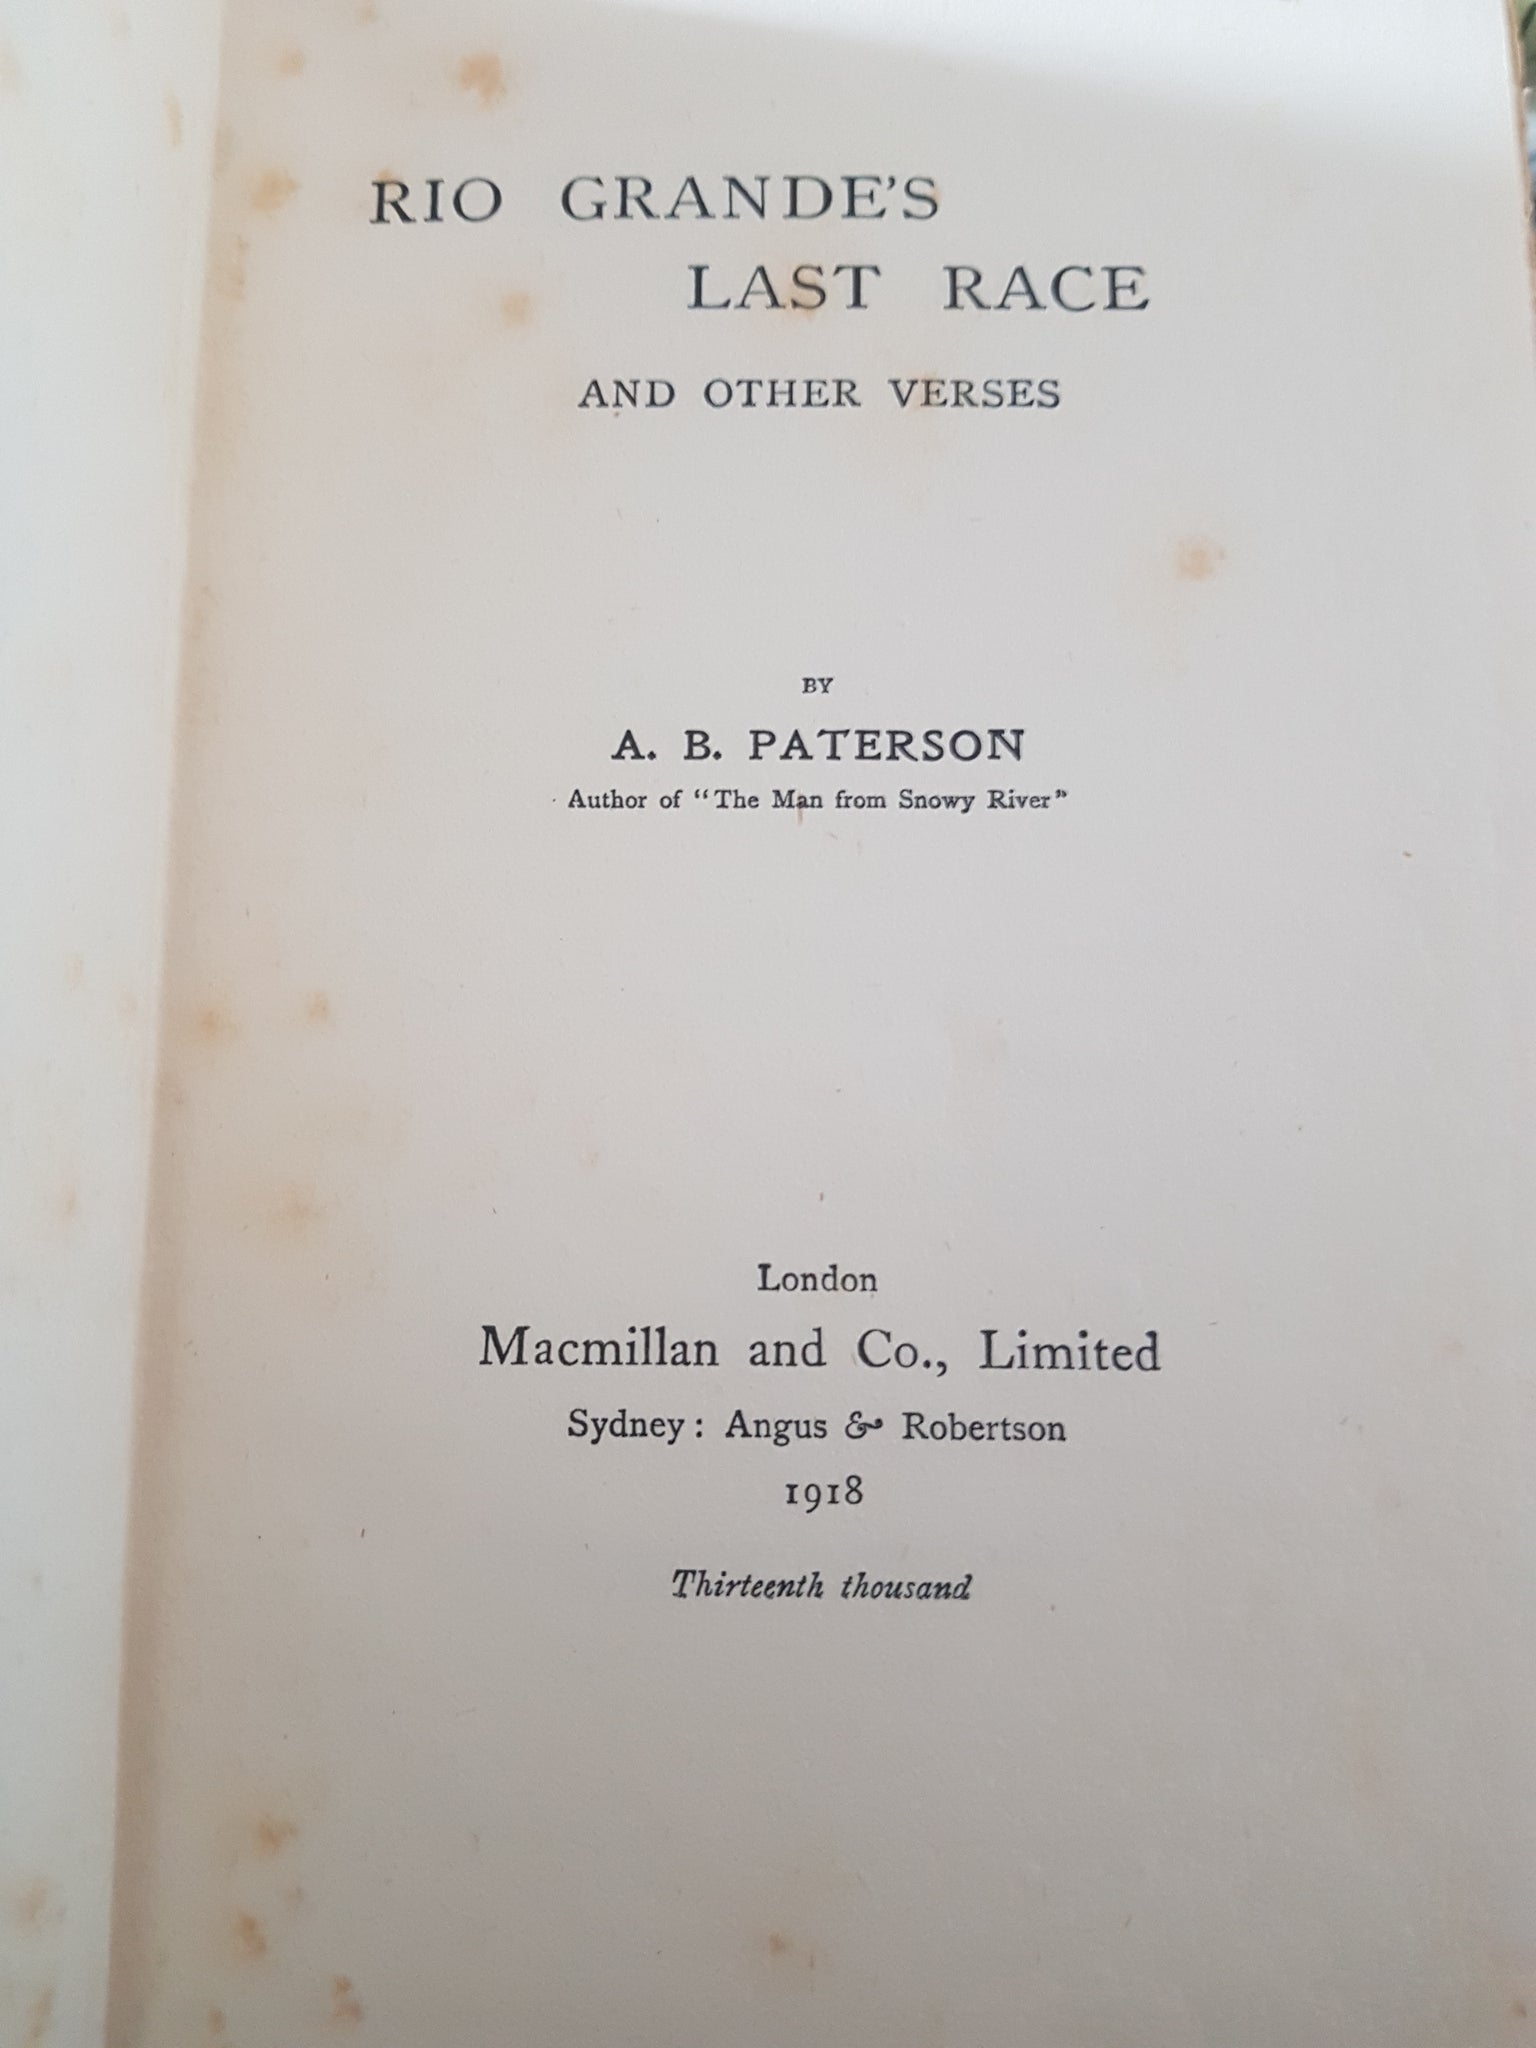 RIO GRANDE'S
LAST RACE
AND OTHER VERSES
BY
A. B. PATERSON
Author of "The Man from Snowy River"
London
Macmillan and Co., Limited
Sydney: Angus & Robertson
1918
Thirteenth thousand